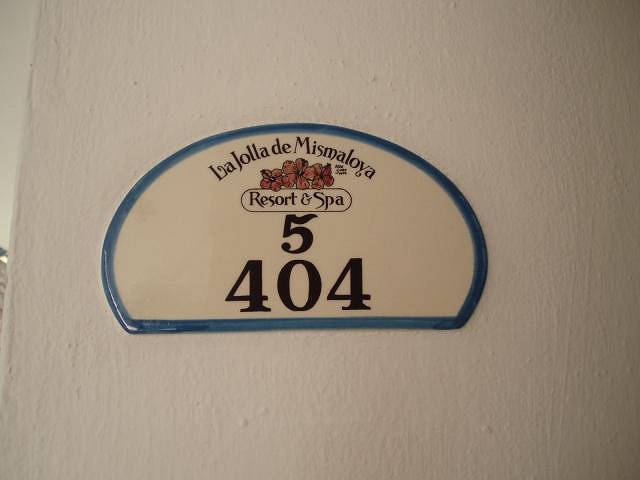 La Jolla de Mismaloya
Resort & Spa
5
404